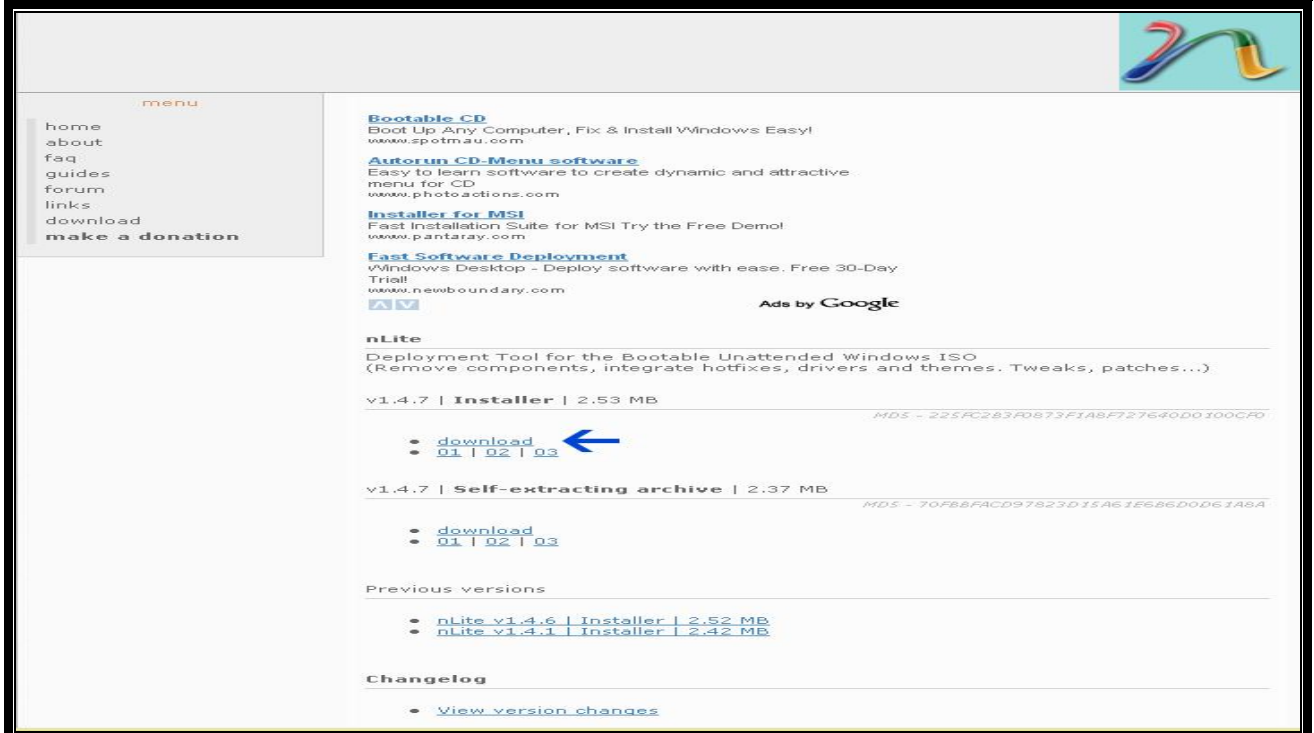 menu
home
about
faq
guides
forum
links
download
make a donation
Bootable CD
Boot Up Any Computer, Fix & Install Windows Easy!
www.spotmau.com
Autorun CD-Menu software
Easy to learn software to create dynamic and attractive
menu for CD
www.photoactions.com
Installer for MSI
Fast Installation Suite for MSI Try the Free Demo!
www.pantaray.com
Fast Software Deployment
Windows Desktop - Deploy software with ease. Free 30-Day
Trial!
www.newboundary.com
Ads by Google
nLite
Deployment Tool for the Bootable Unattended Windows ISO
(Remove components, integrate hotfixes, drivers and themes. Tweaks, patches...)
v1.4.7 | Installer | 2.53 MB
MD5 -
download
01 | 02 | 03
v1.4.7 | Self-extracting archive | 2.37 MB
MD5 -
download
01 | 02 | 03
Previous versions
nLite v1.4.6 | Installer | 2.52 MB
nLite v1.4.1 | Installer | 2.42 MB
Changelog
View version changes